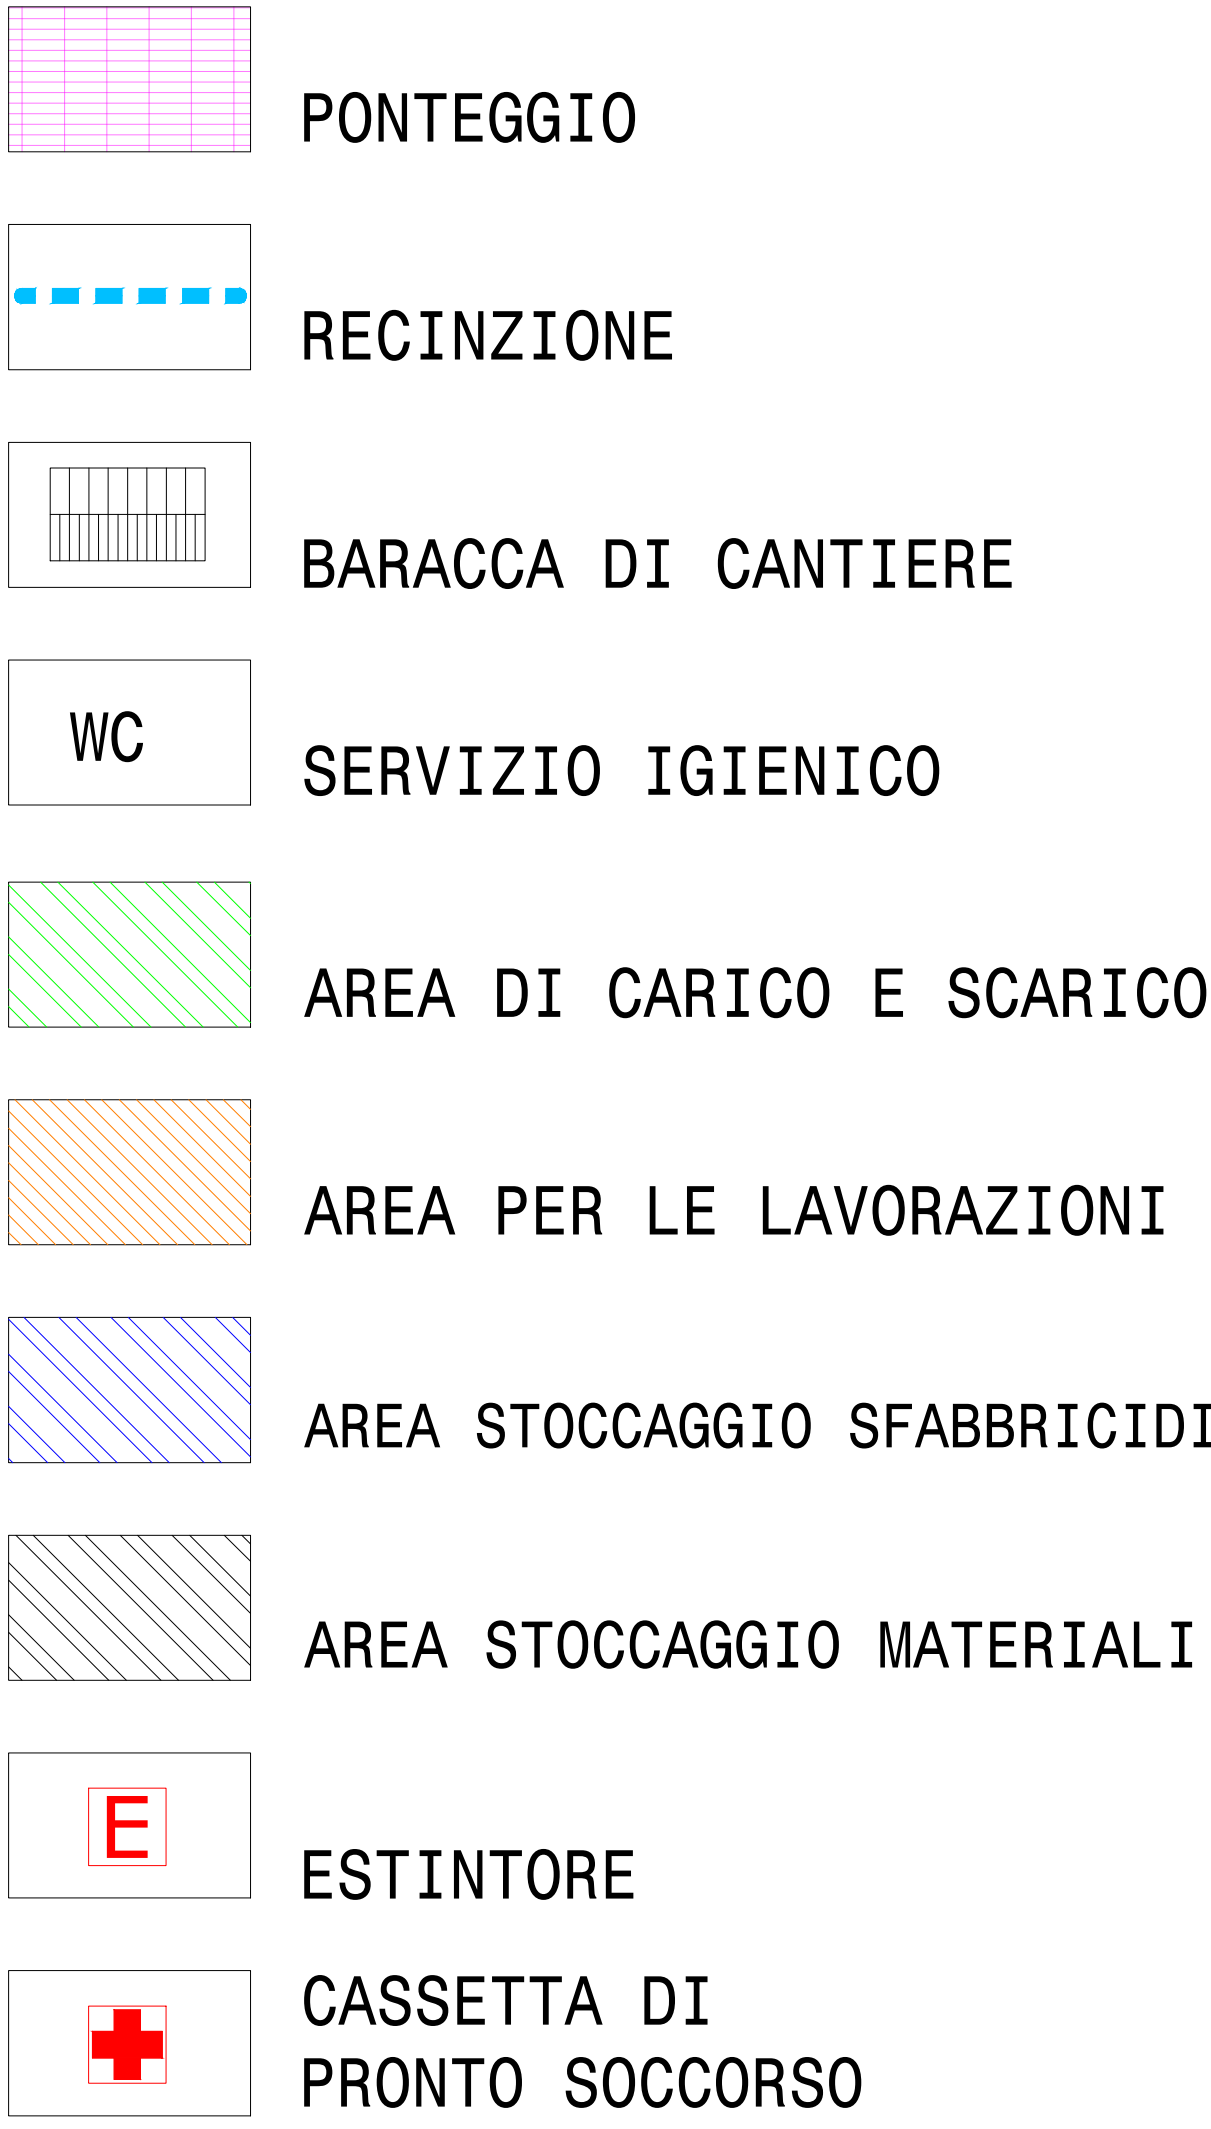 PONTEGGIO
RECINZIONE
BARACCA DI CANTIERE
WC
SERVIZIO IGIENICO
AREA DI CARICO E SCARICO
AREA PER LE LAVORAZIONI
AREA STOCCAGGIO SFABBRICIDI
AREA STOCCAGGIO MATERIALI
E
ESTINTORE
CASSETTA DI
PRONTO SOCCORSO